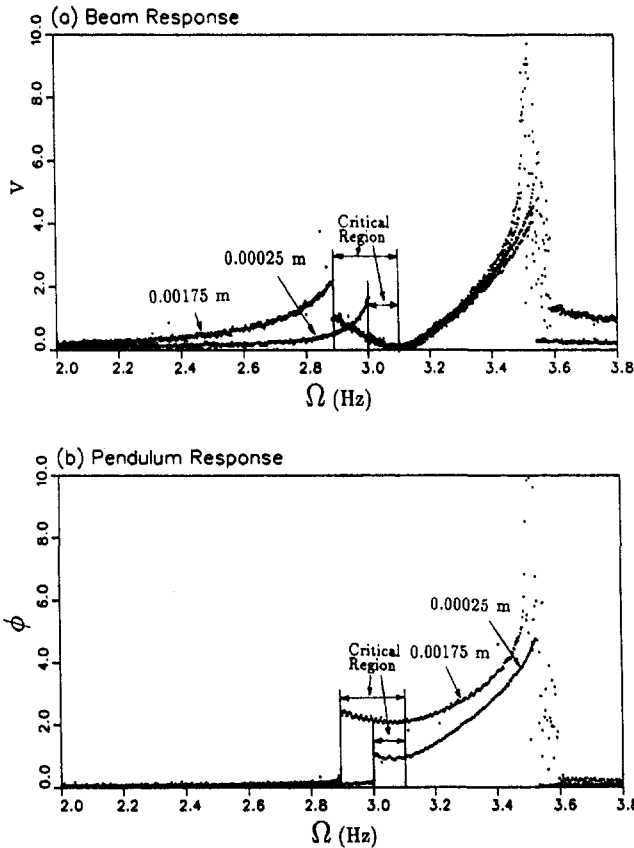 (a) Beam Response
10.0
8.0
6.0
4.0
2.0
0.0
V
Critical
Region
0.00025 m
0.00175 m
2.0 2.2 2.4 2.6 2.8 3.0 3.2 3.4 3.6 3.8
Ω (Hz)
(b) Pendulum Response
10.0
8.0
6.0
4.0
2.0
0.0
ϕ
0.00025 m
Critical
Region
0.00175 m
2.0 2.2 2.4 2.6 2.8 3.0 3.2 3.4 3.6 3.8
Ω (Hz)